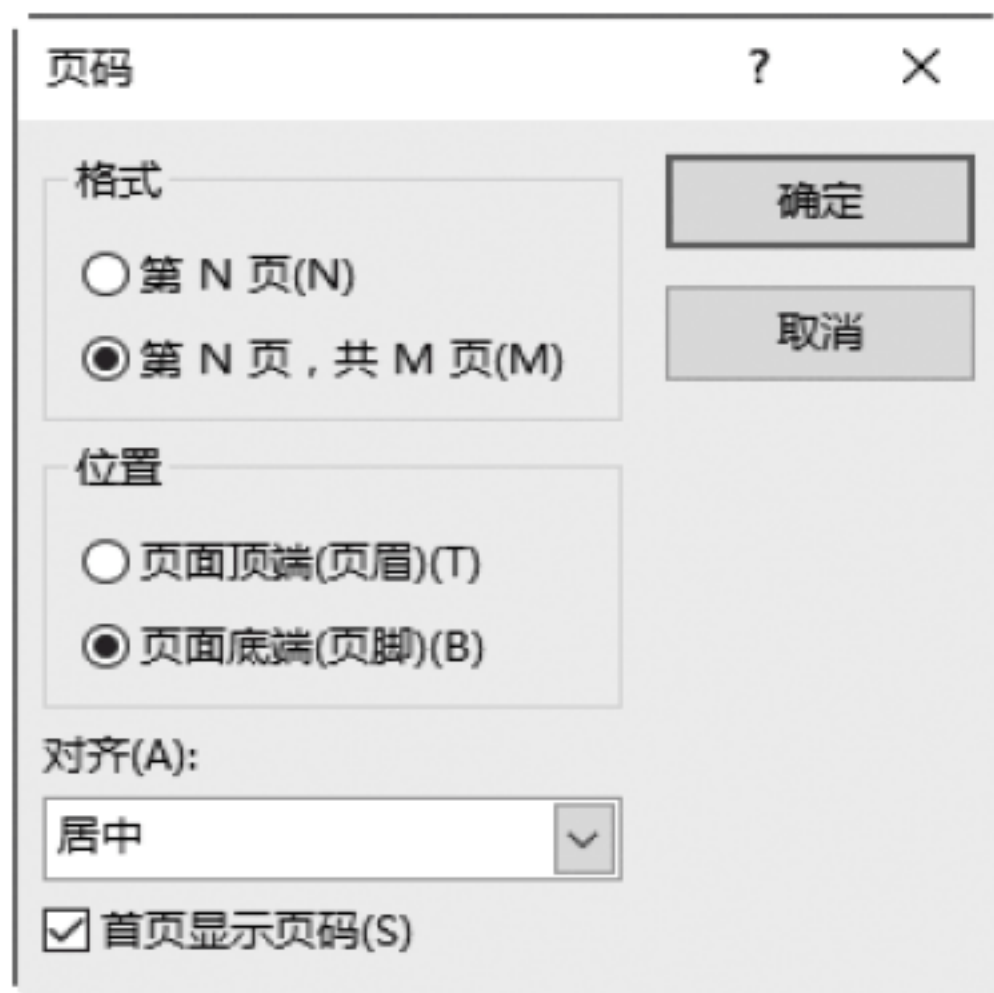 页码 ?
格式
第 N 页(N)
第 N 页 , 共 M 页(M)
位置
页面顶端(页眉)(T)
页面底端(页脚)(B)
对齐(A):
居中
首页显示页码(S)
确定
取消